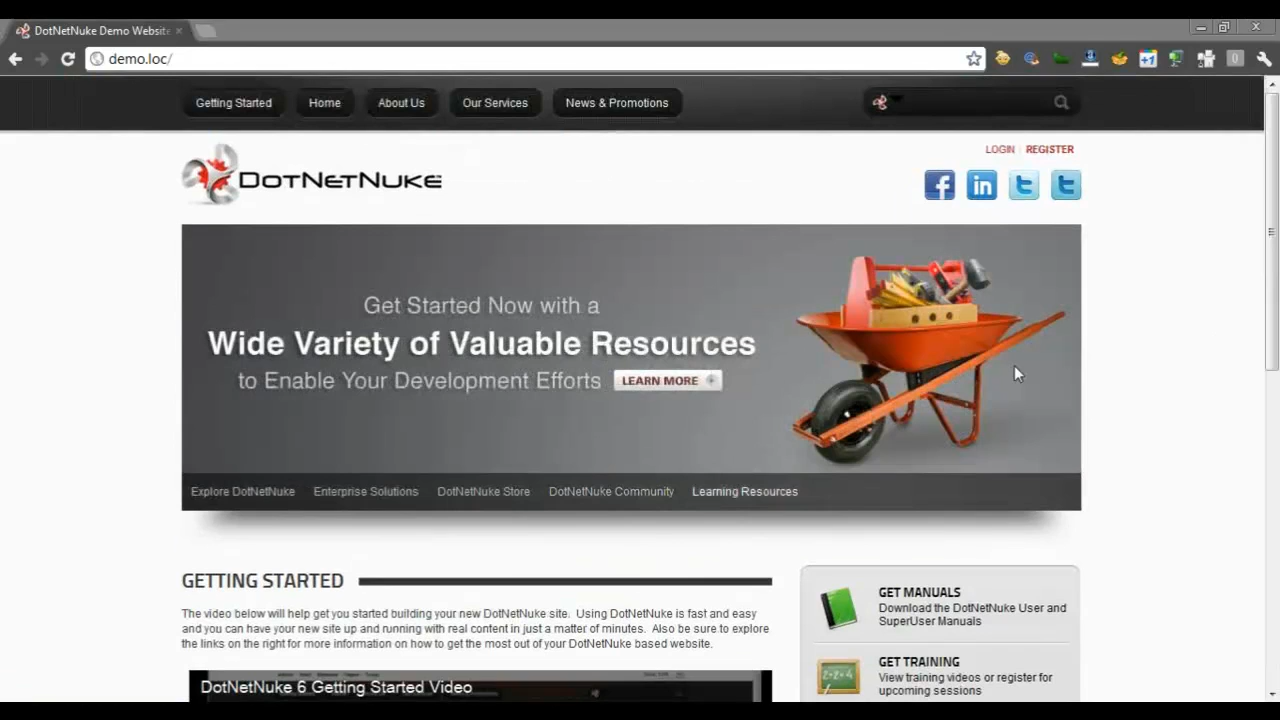 DotNetNuke Demo Website
demo.loc/
Getting Started Home About Us Our Services News & Promotions
LOGIN REGISTER
DOTNETNUKE
Get Started Now with a
Wide Variety of Valuable Resources
to Enable Your Development Efforts LEARN MORE
Explore DotNetNuke Enterprise Solutions DotNetNuke Store DotNetNuke Community Learning Resources
GETTING STARTED
The video below will help get you started building your new DotNetNuke site. Using DotNetNuke is fast and easy
and you can have your new site up and running with real content in just a matter of minutes. Also be sure to explore
the links on the right for more information on how to get the most out of your DotNetNuke based website.
DotNetNuke 6 Getting Started Video
GET MANUALS
Download the DotNetNuke User and
SuperUser Manuals
GET TRAINING
View training videos or register for
upcoming sessions